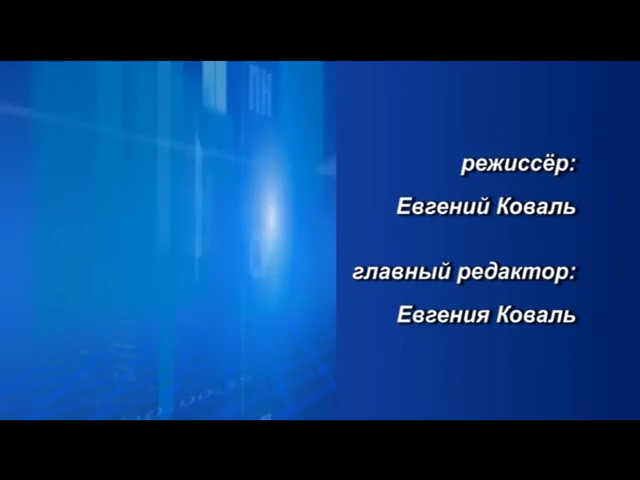 режиссёр:
Евгений Коваль
главный редактор:
Евгения Коваль